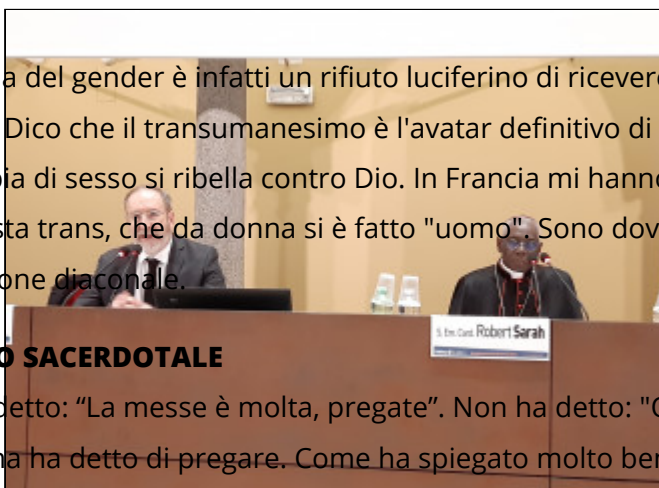 a del gender è infatti un rifiuto luciferino di ricevere
Dico che il transumanesimo è l'avatar definitivo di
ia di sesso si ribella contro Dio. In Francia mi hanno
sta trans, che da donna si è fatto "uomo". Sono dov
one diaconale.
S. Em. Card. Robert Sarah
O SACERDOTALE
detto: “La messe è molta, pregate”. Non ha detto: "
ma ha detto di pregare. Come ha spiegato molto ben